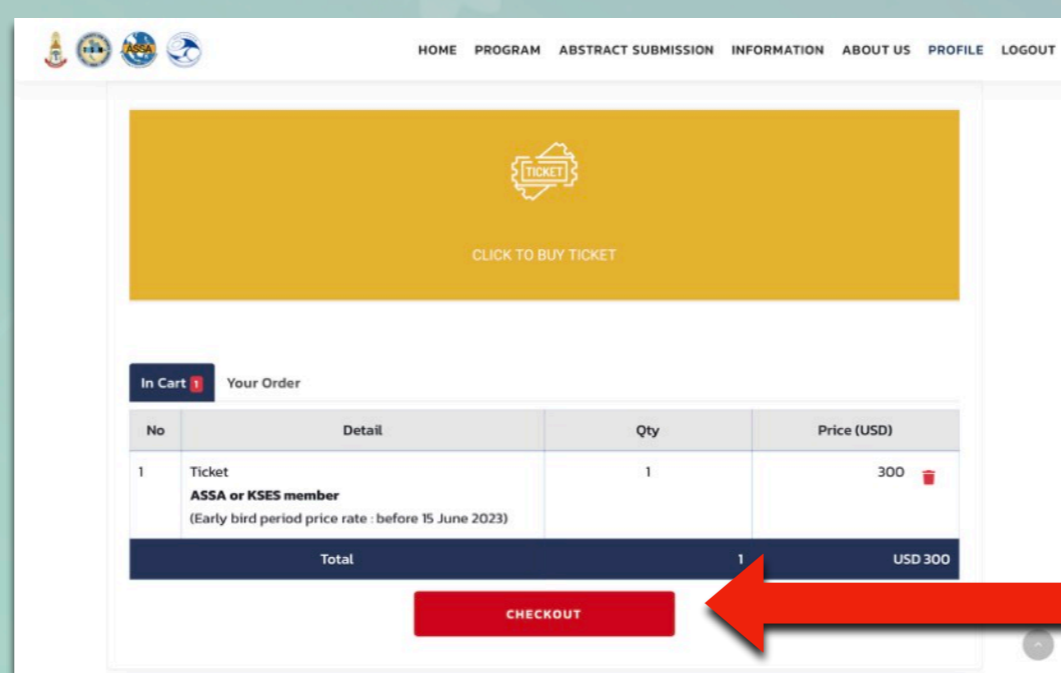 ASSA
HOME PROGRAM ABSTRACT SUBMISSION INFORMATION ABOUT US PROFILE LOGOUT
TICKET
CLICK TO BUY TICKET
In Cart 1 Your Order
No Detail Qty Price (USD)
1 Ticket 1 300
ASSA or KSES member
(Early bird period price rate : before 15 June 2023)
Total 1 USD 300
CHECKOUT